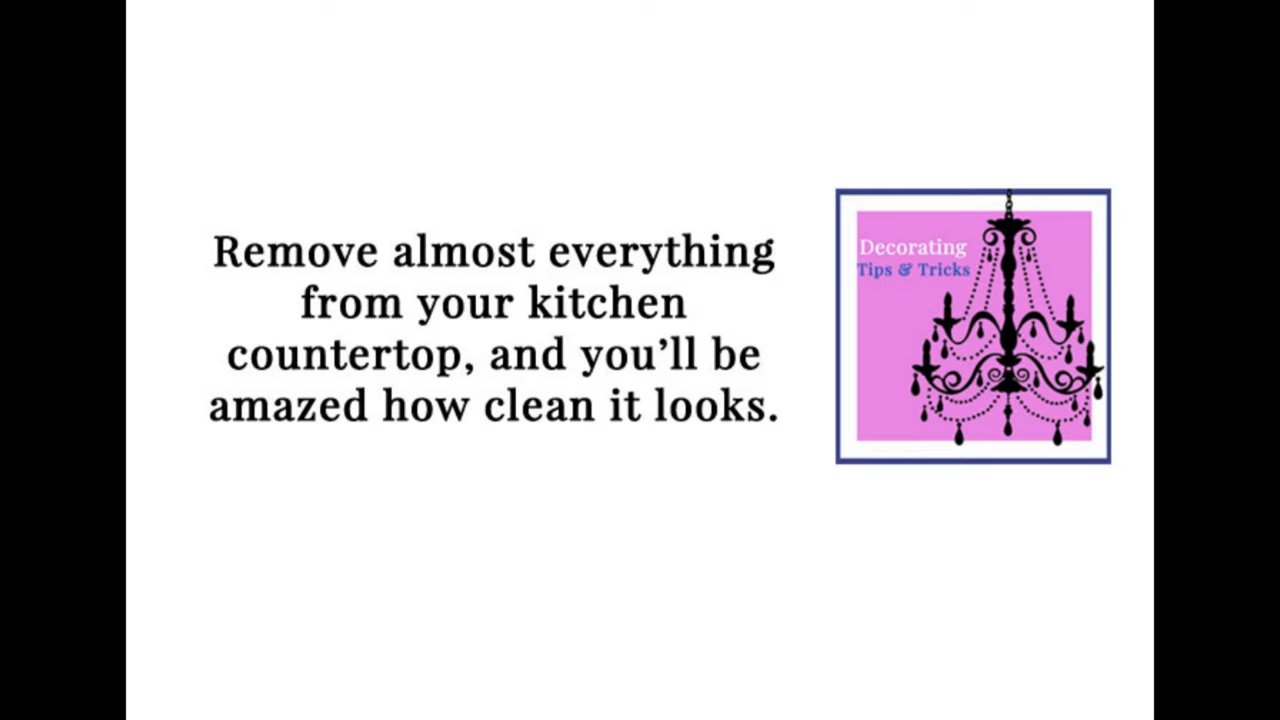 Remove almost everything
from your kitchen
countertop, and you’ll be
amazed how clean it looks.
Decorating
Tips & Tricks